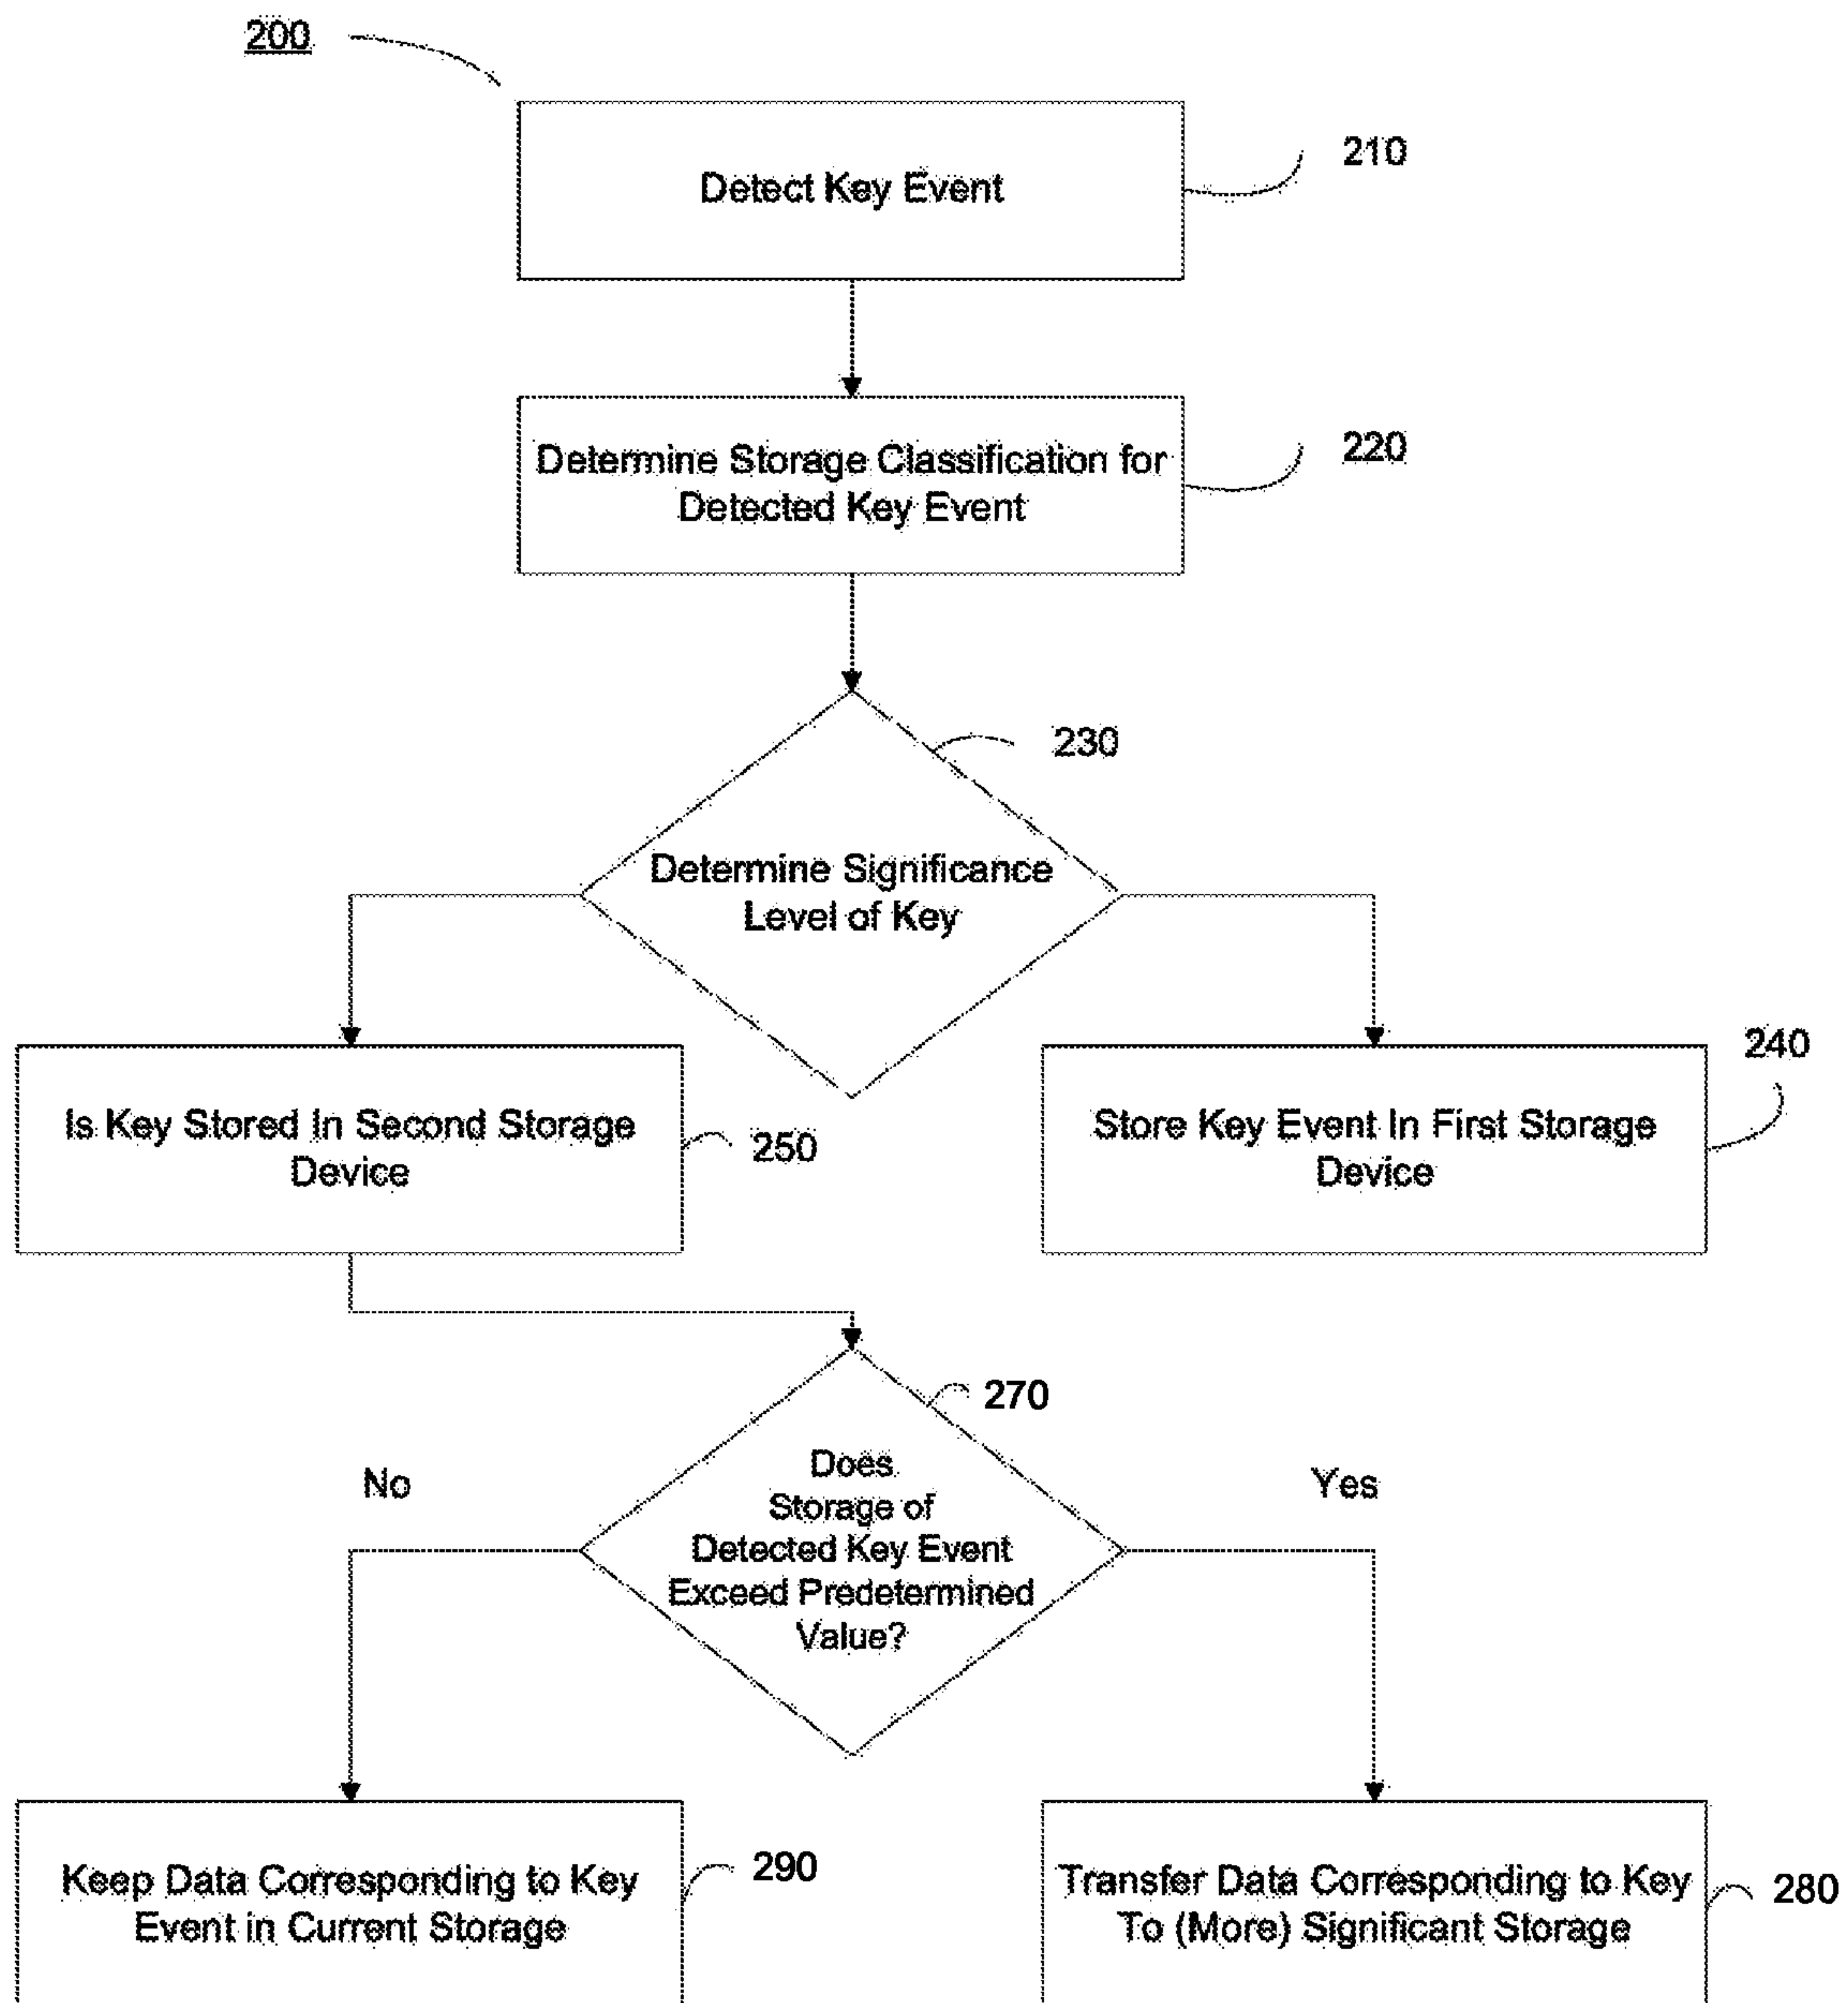 200
210
Detect Key Event
220
Determine Storage Classification for
Detected Key Event
230
Determine Significance
Level of Key
240
Is Key Stored In Second Storage
Device
250
Store Key Event In First Storage
Device
270
No
Does
Storage of
Detected Key Event
Exceed Predetermined
Value?
Yes
Keep Data Corresponding to Key
Event in Current Storage
290
Transfer Data Corresponding to Key
To (More) Significant Storage
280